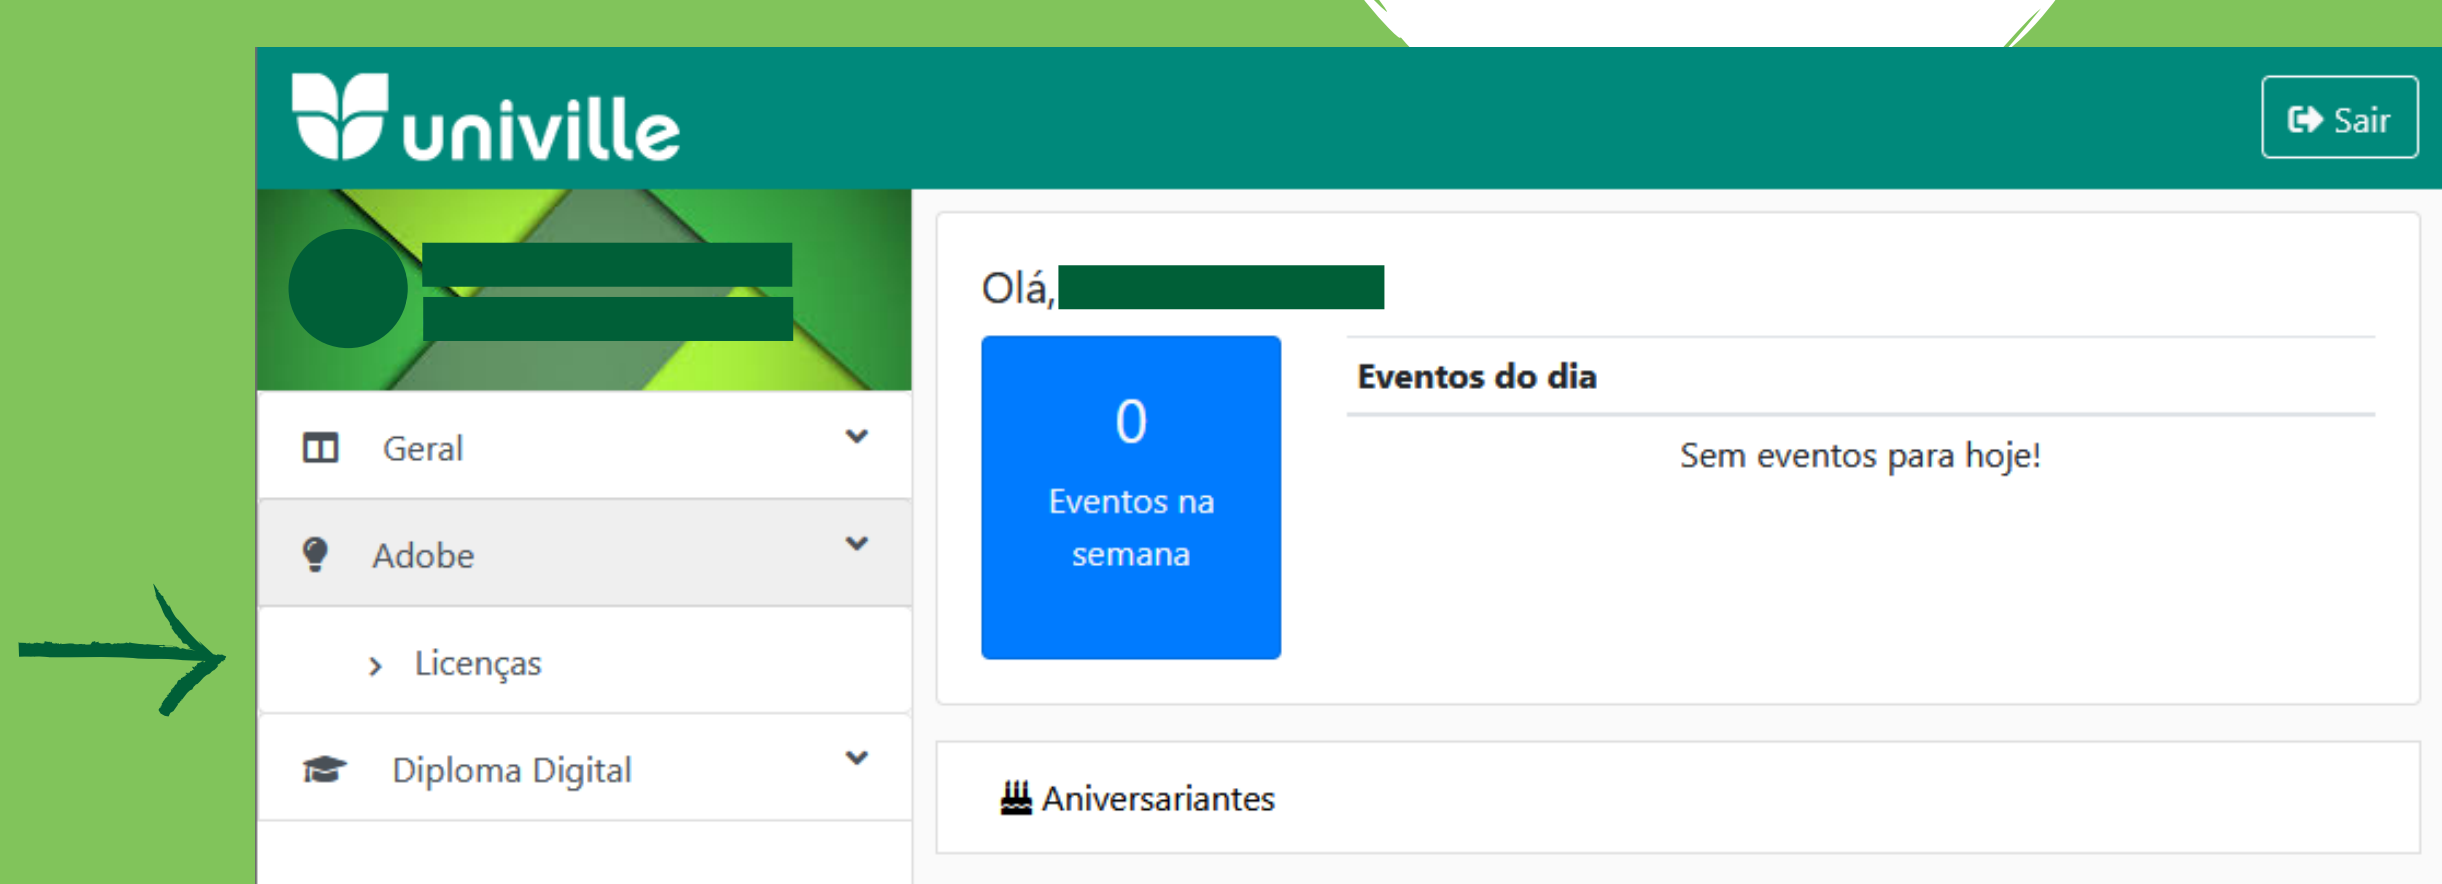 univille
Sair
Olá,
Geral
Adobe
Licenças
Diploma Digital
0
Eventos na
semana
Eventos do dia
Sem eventos para hoje!
Aniversariantes